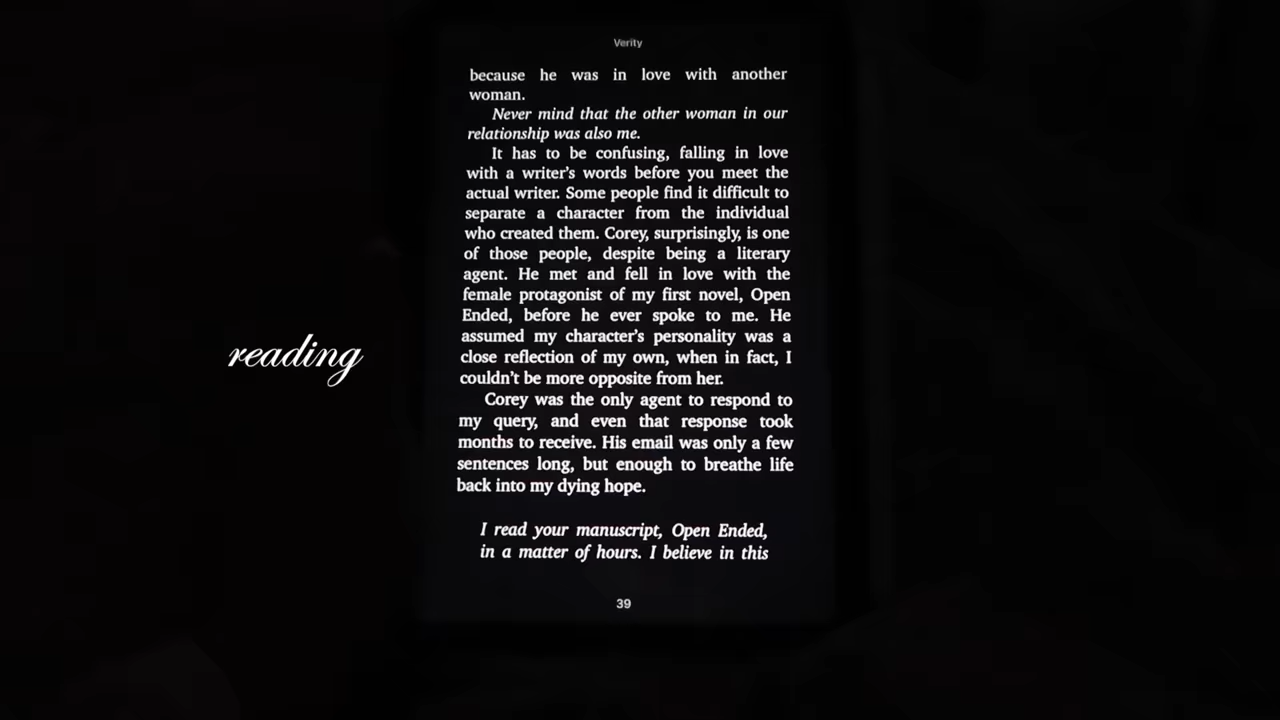 Verity
because he was in love with another
woman.
Never mind that the other woman in our
relationship was also me.
It has to be confusing, falling in love
with a writer's words before you meet the
actual writer. Some people find it difficult to
separate a character from the individual
who created them. Corey, surprisingly, is one
of those people, despite being a literary
agent. He met and fell in love with the
female protagonist of my first novel, Open
Ended, before he ever spoke to me. He
assumed my character's personality was a
close reflection of my own, when in fact, I
couldn't be more opposite from her.
Corey was the only agent to respond to
my query, and even that response took
months to receive. His email was only a few
sentences long, but enough to breathe life
back into my dying hope.
I read your manuscript, Open Ended,
in a matter of hours. I believe in this
39
reading